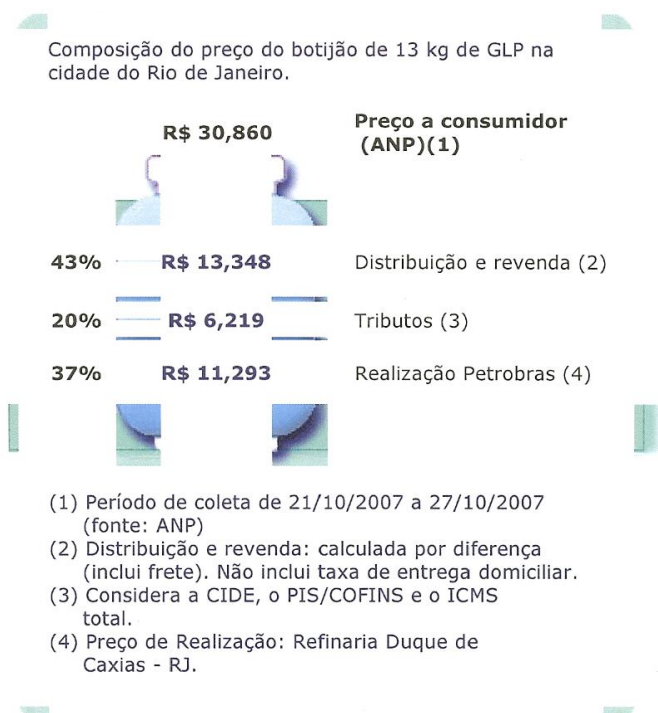 Composição do preço do botijão de 13 kg de GLP na
cidade do Rio de Janeiro.
R$ 30,860 Preço a consumidor
(ANP)(1)
43% R$ 13,348 Distribuição e revenda (2)
20% R$ 6,219 Tributos (3)
37% R$ 11,293 Realização Petrobras (4)
(1) Período de coleta de 21/10/2007 a 27/10/2007
(fonte: ANP)
(2) Distribuição e revenda: calculada por diferença
(inclui frete). Não inclui taxa de entrega domiciliar.
(3) Considera a CIDE, o PIS/COFINS e o ICMS
total.
(4) Preço de Realização: Refinaria Duque de
Caxias - RJ.